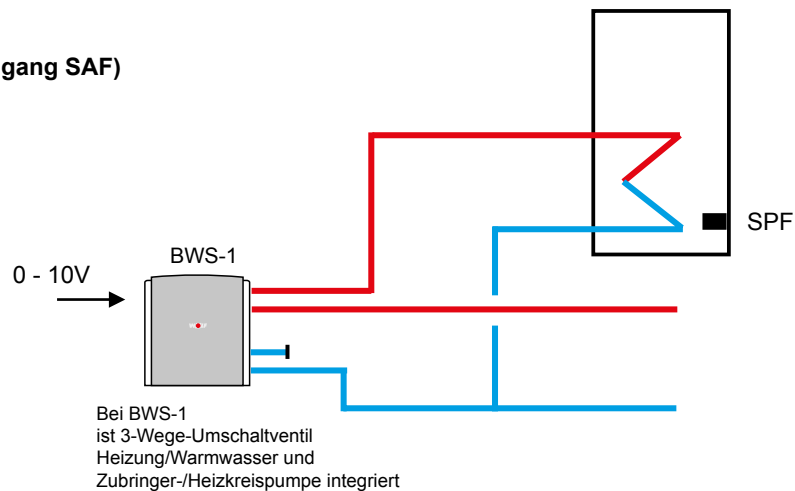 gang SAF)
SPF
BWS-1
0 - 10V
Bei BWS-1
ist 3-Wege-Umschaltventil
Heizung/Warmwasser und
Zubringer-/Heizkreispumpe integriert